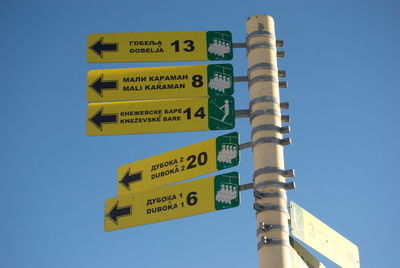 ГОБЕЉА
GOBELJA
13
МАЛИ КАРАМАН
MALI KARAMAN
8
КНЕЖЕВСКЕ БАРЕ
KNEŽEVSKE BARE
14
ДУБОКА 2
DUBOKA 2
20
ДУБОКА 1
DUBOKA 1
6